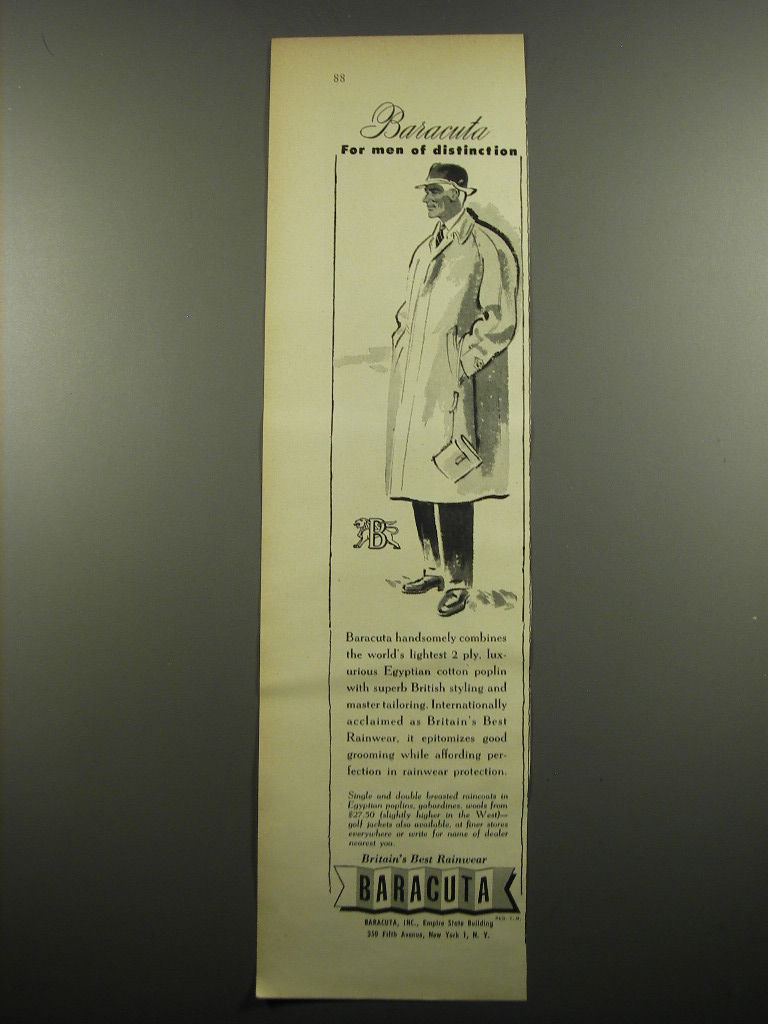 88
Baracuta
For men of distinction
B
Baracuta handsomely combines
the world's lightest 2 ply, lux-
urious Egyptian cotton poplin
with superb British styling and
master tailoring. Internationally
acclaimed as Britain's Best
Rainwear, it epitomizes good
grooming while affording per-
fection in rainwear protection.
Single and double breasted raincoats in
Egyptian poplins, gabardines, wools from
$27.50 (slightly higher in the West)—
golf jackets also available, at finer stores
everywhere or write for name of dealer
nearest you.
Britain's Best Rainwear
BARACUTA
REG. T.M.
BARACUTA, INC., Empire State Building
350 Fifth Avenue, New York 1, N. Y.